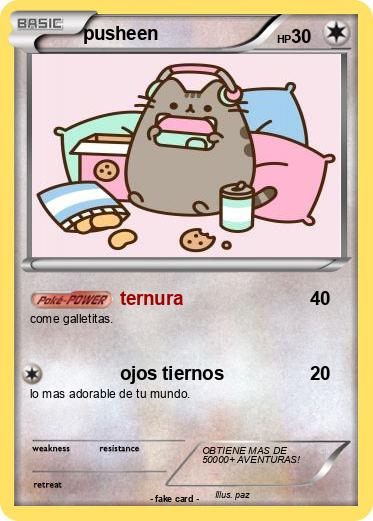 BASIC
pusheen
HP30
Poké-POWER
ternura 40
come galletitas.
ojos tiernos 20
lo mas adorable de tu mundo.
weakness resistance
retreat
OBTIENE MAS DE
50000+ AVENTURAS!
- fake card -
Illus. paz